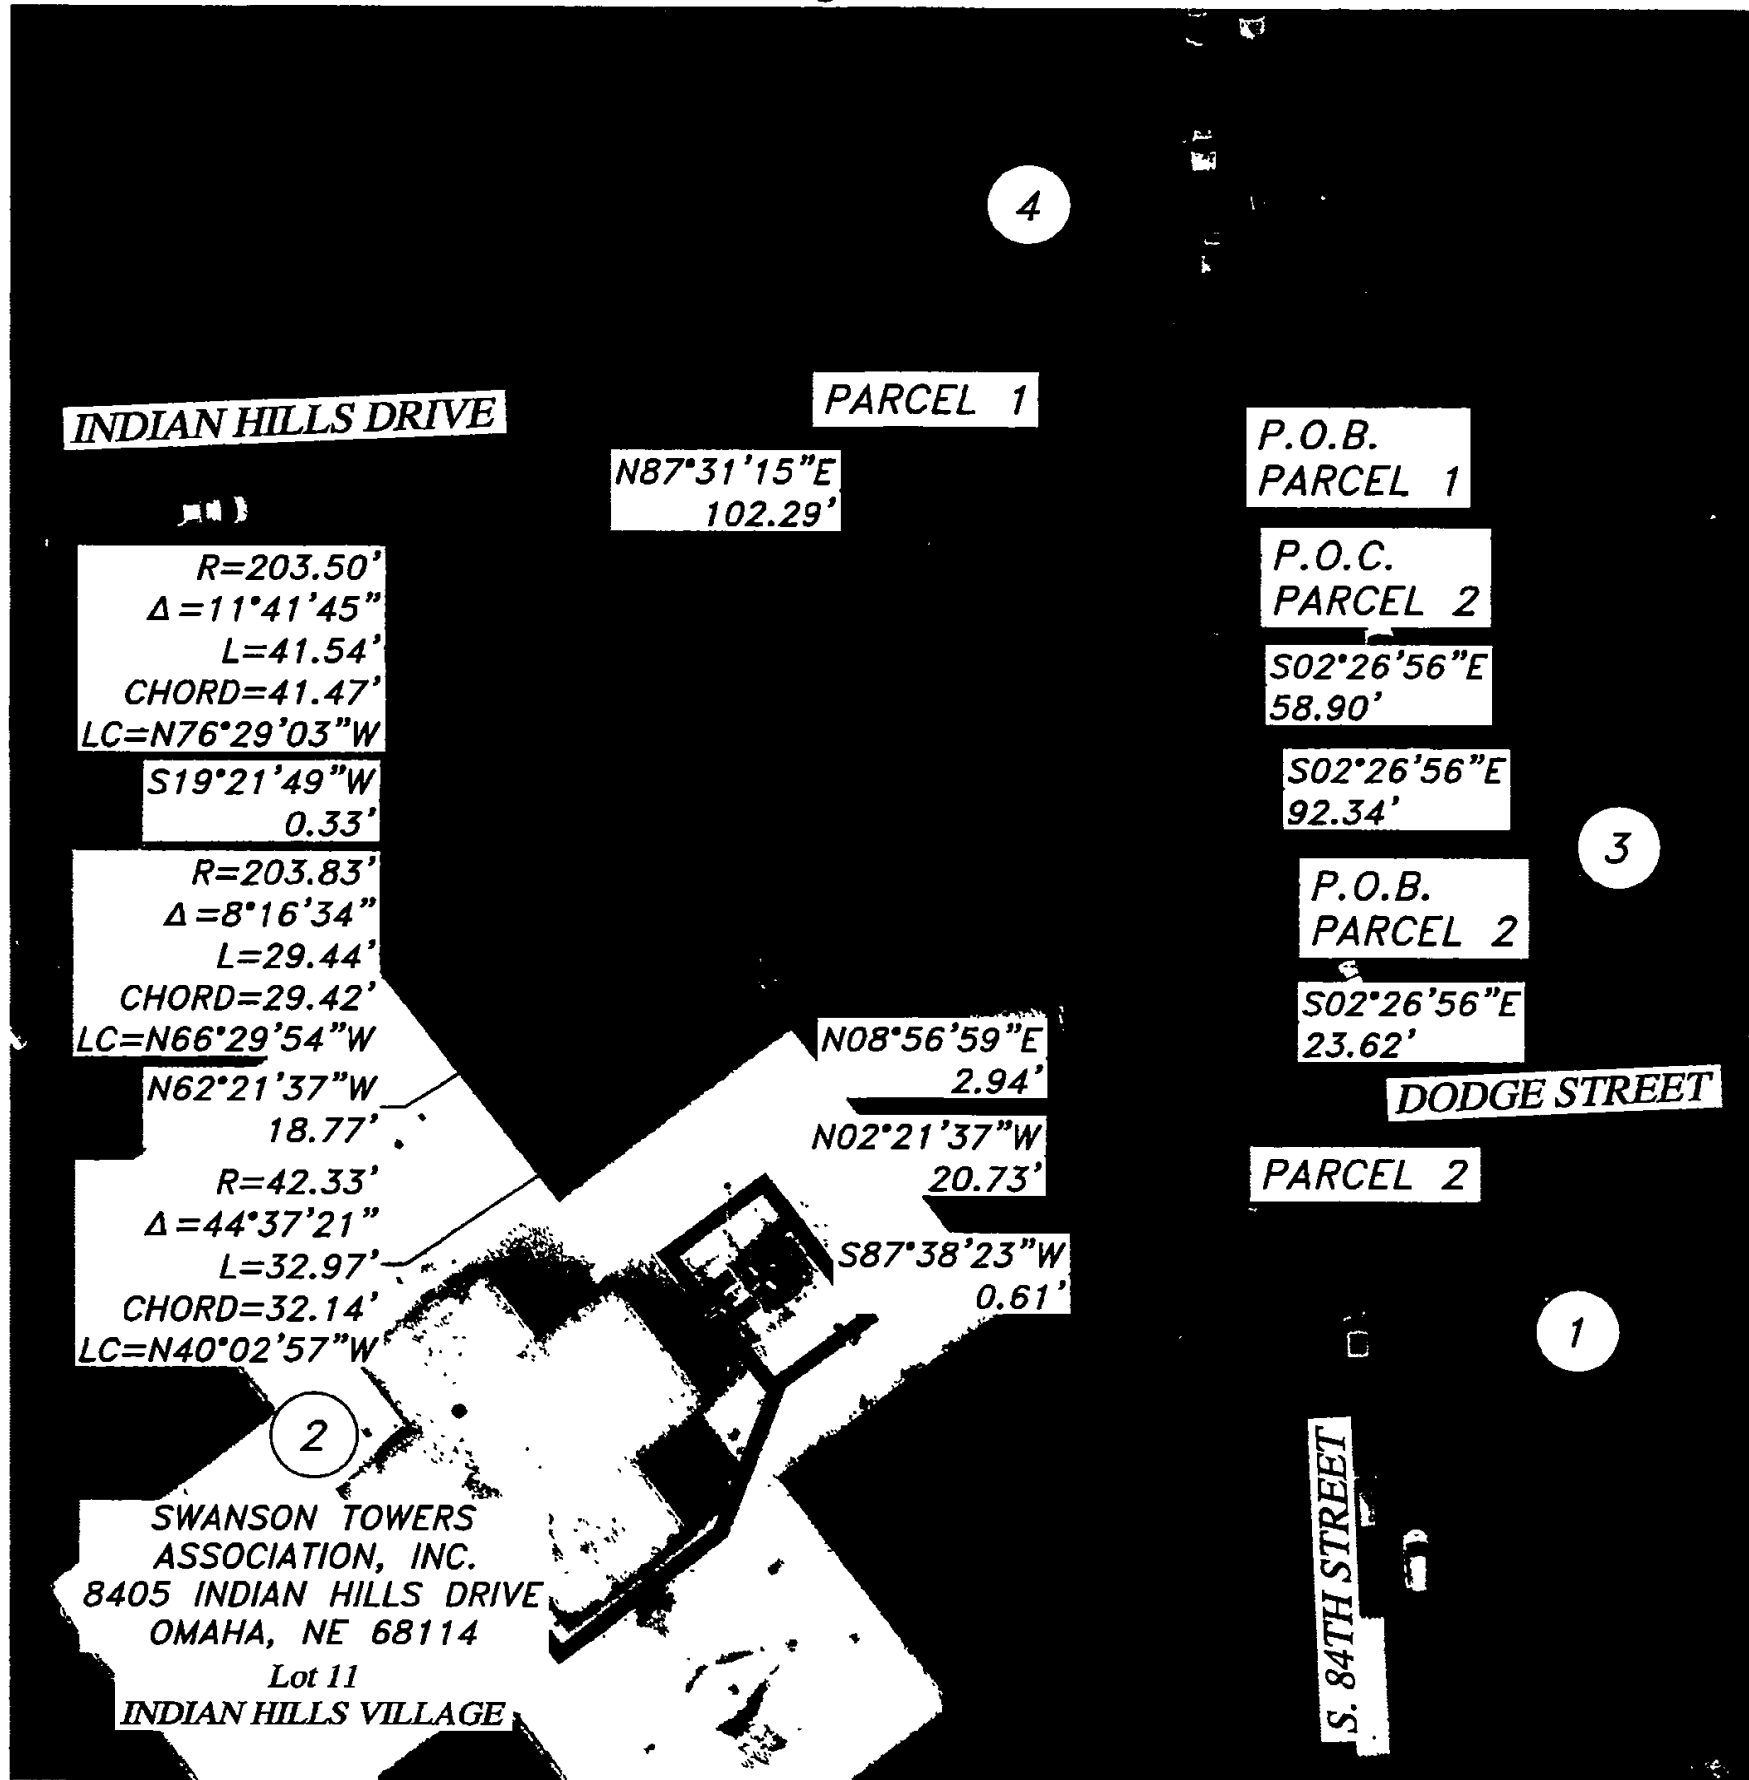 4
PARCEL 1
INDIAN HILLS DRIVE
P.O.B.
PARCEL 1
N87°31'15"E
102.29'
P.O.C.
PARCEL 2
R=203.50'
Δ=11°41'45"
L=41.54'
CHORD=41.47'
LC=N76°29'03"W
S02°26'56"E
58.90'
S19°21'49"W
0.33'
S02°26'56"E
92.34'
3
R=203.83'
Δ=8°16'34"
L=29.44'
CHORD=29.42'
LC=N66°29'54"W
P.O.B.
PARCEL 2
S02°26'56"E
23.62'
N08°56'59"E
2.94'
N62°21'37"W
18.77'
DODGE STREET
N02°21'37"W
20.73'
PARCEL 2
R=42.33'
Δ=44°37'21"
L=32.97'
CHORD=32.14'
LC=N40°02'57"W
S87°38'23"W
0.61'
1
2
S. 84TH STREET
SWANSON TOWERS
ASSOCIATION, INC.
8405 INDIAN HILLS DRIVE
OMAHA, NE 68114
Lot 11
INDIAN HILLS VILLAGE